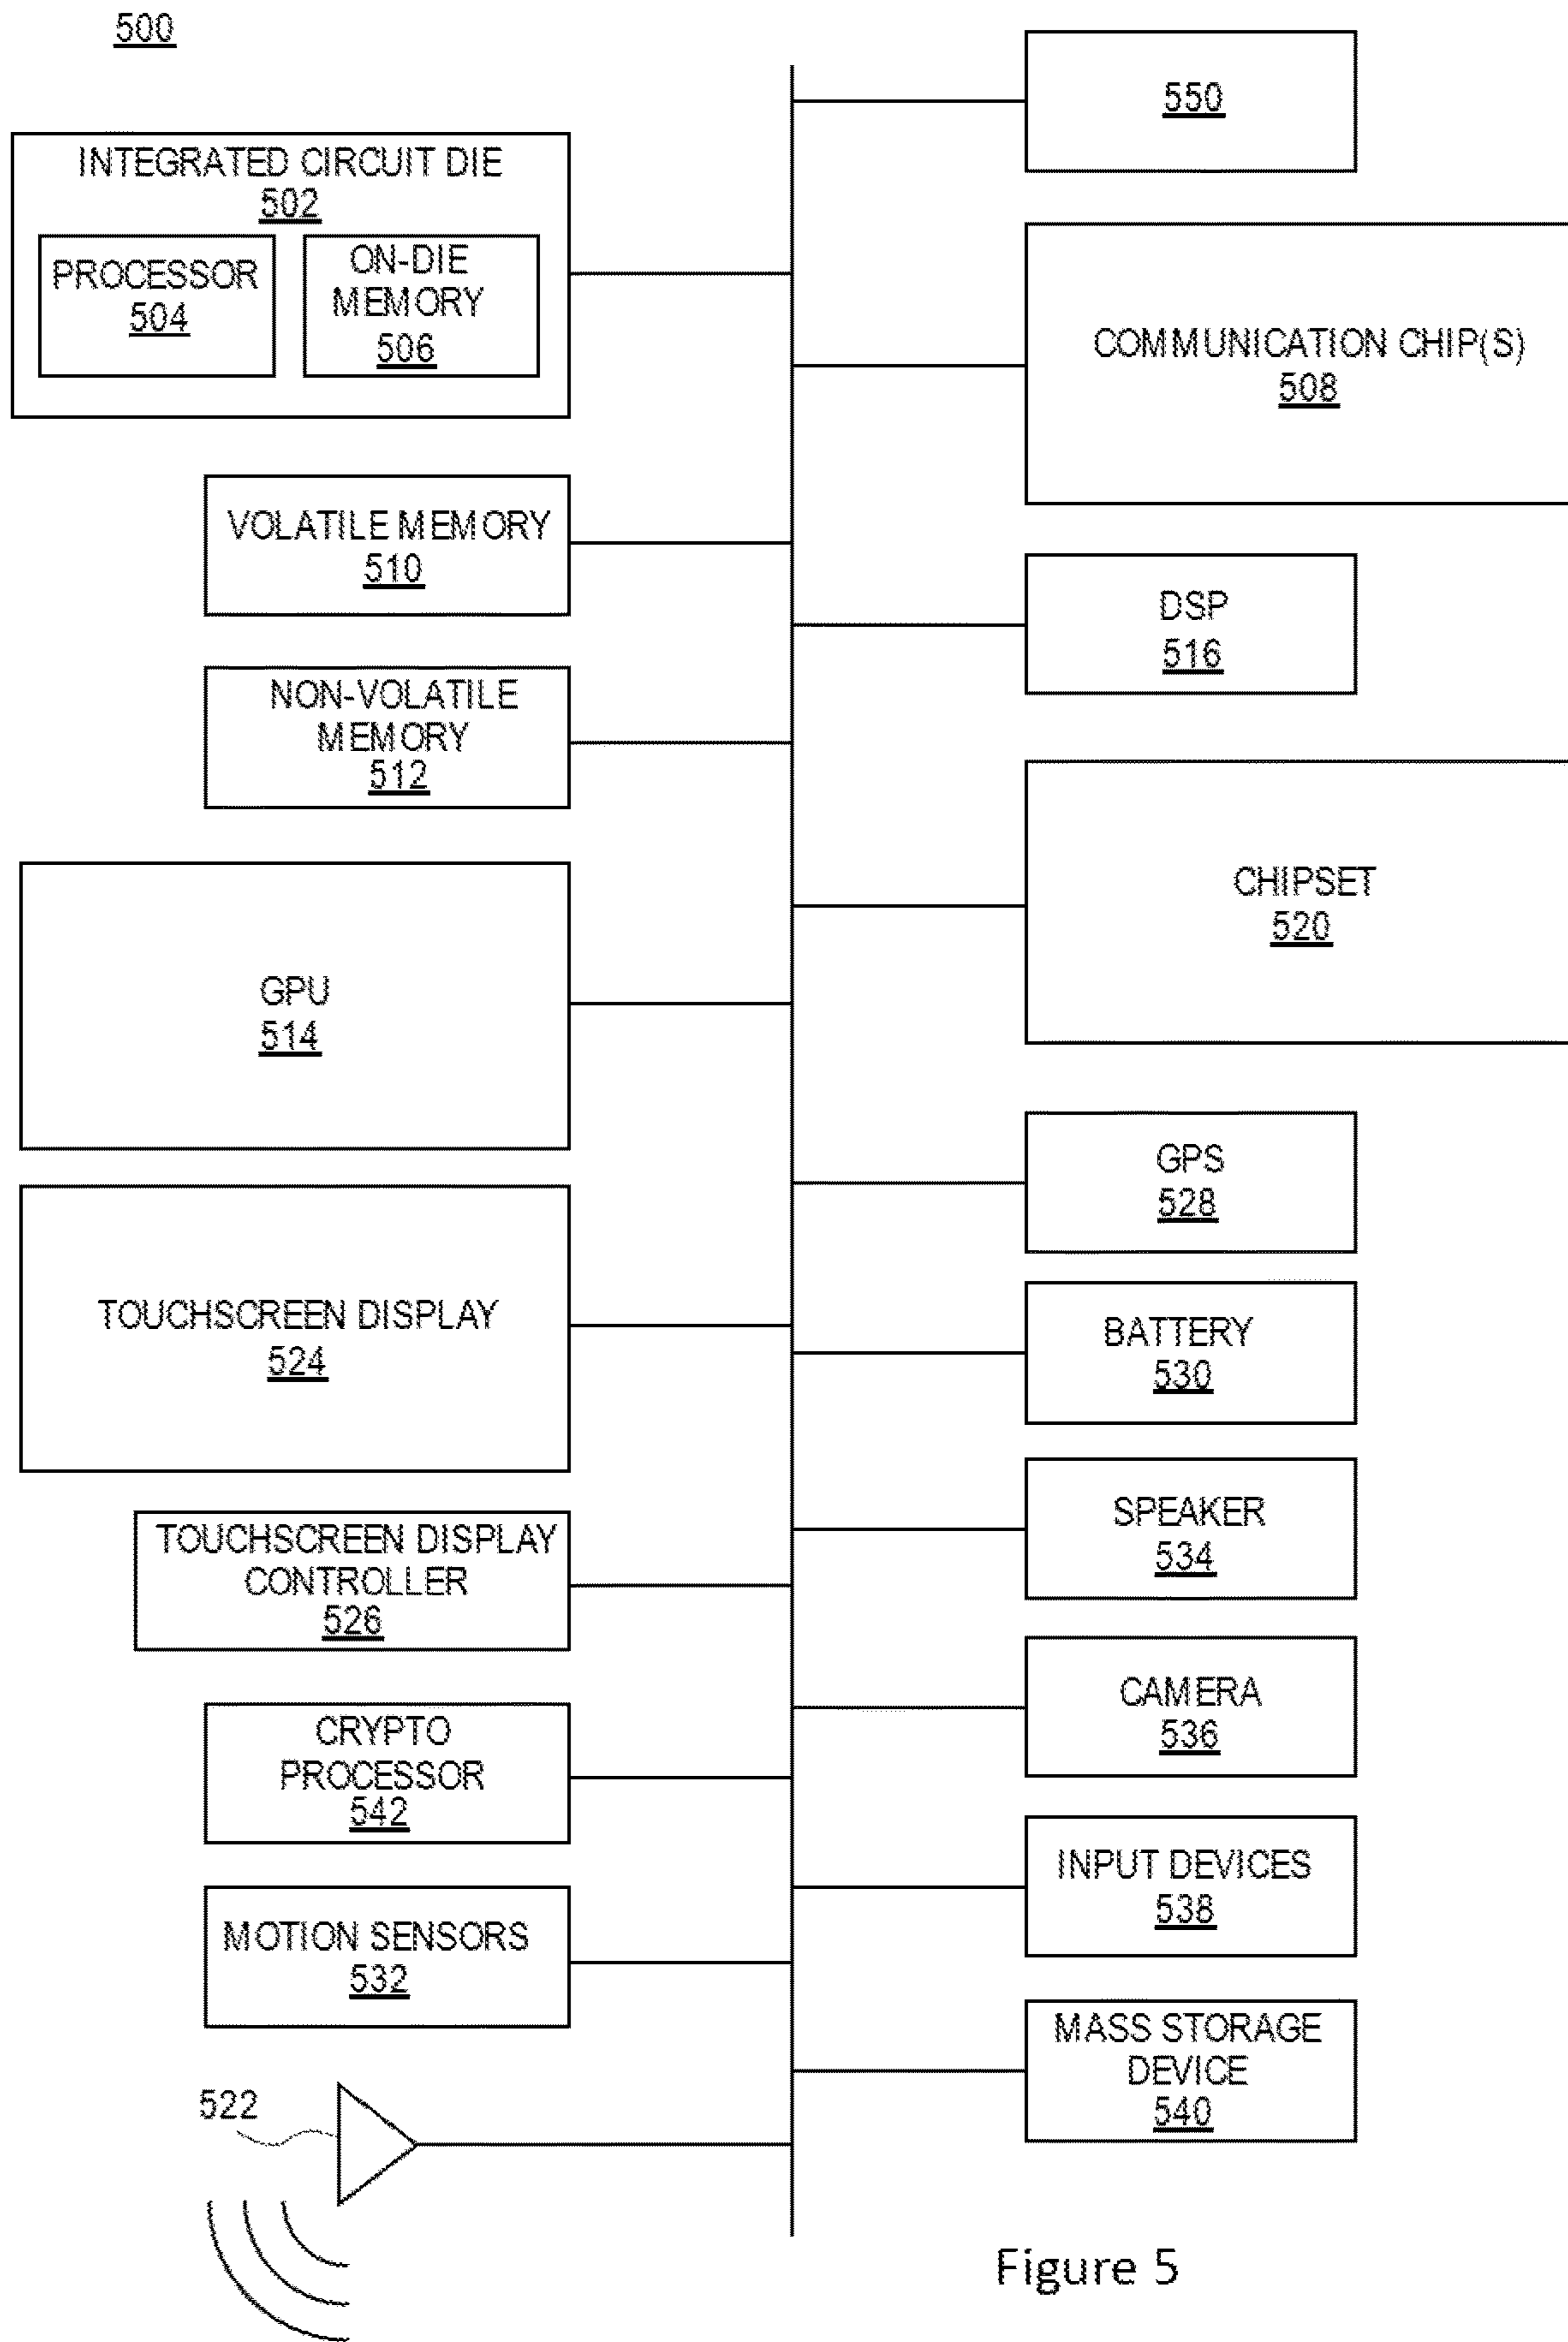 500
INTEGRATED CIRCUIT DIE
502
PROCESSOR
504
ON-DIE
MEMORY
506
VOLATILE MEMORY
510
NON-VOLATILE
MEMORY
512
GPU
514
TOUCHSCREEN DISPLAY
524
TOUCHSCREEN DISPLAY
CONTROLLER
526
CRYPTO
PROCESSOR
542
MOTION SENSORS
532
522
550
COMMUNICATION CHIP(S)
508
DSP
516
CHIPSET
520
GPS
528
BATTERY
530
SPEAKER
534
CAMERA
536
INPUT DEVICES
538
MASS STORAGE
DEVICE
540
Figure 5